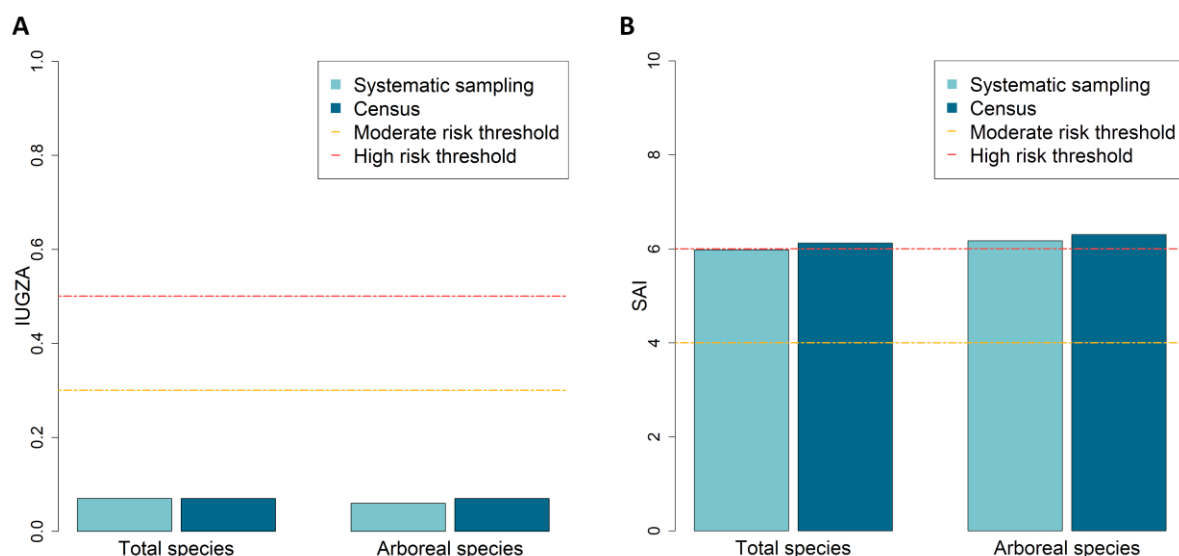 A
IUGZA
1.0
0.8
0.6
0.4
0.2
0.0
Systematic sampling
Census
Moderate risk threshold
High risk threshold
Total species
Arboreal species
B
SAI
10
8
6
4
2
0
Systematic sampling
Census
Moderate risk threshold
High risk threshold
Total species
Arboreal species